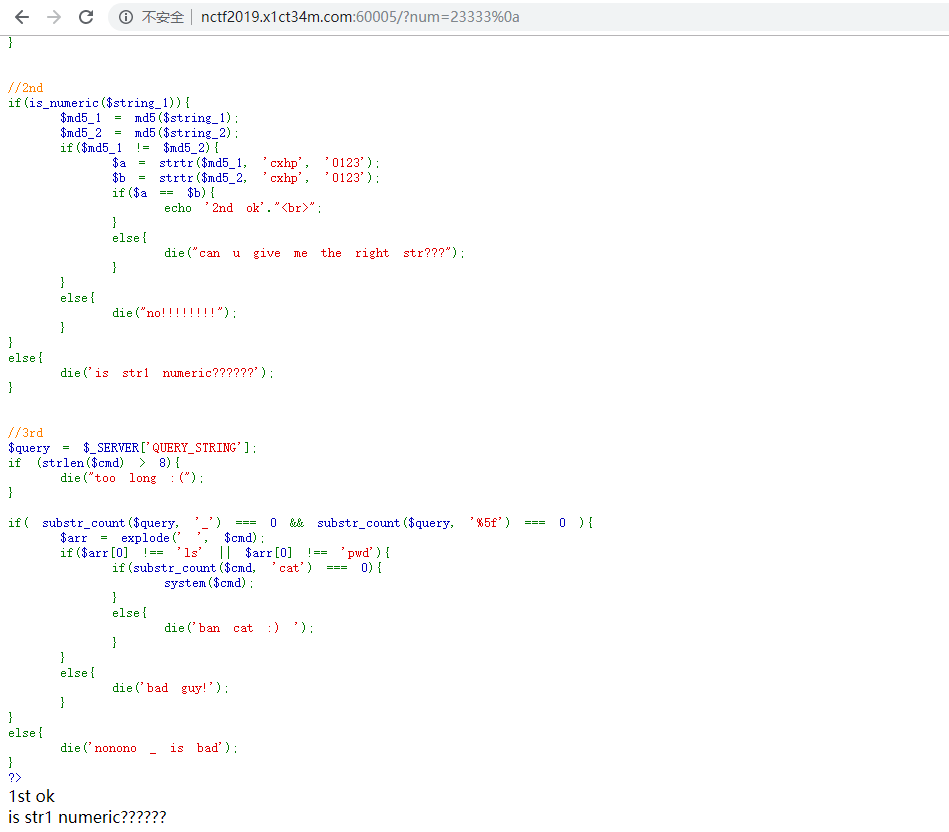 不安全 | nctf2019.x1ct34m.com:60005/?num=23333%0a
}
//2nd
if(is_numeric($string_1)){
$md5_1 = md5($string_1);
$md5_2 = md5($string_2);
if($md5_1 != $md5_2){
$a = strtr($md5_1, 'cxhp', '0123');
$b = strtr($md5_2, 'cxhp', '0123');
if($a == $b){
echo '2nd ok'."<br>";
}
else{
die("can u give me the right str???");
}
}
else{
die("no!!!!!!!!");
}
}
else{
die('is str1 numeric??????');
}
//3rd
$query = $_SERVER['QUERY_STRING'];
if (strlen($cmd) > 8){
die("too long :(");
}
if( substr_count($query, '_') === 0 && substr_count($query, '%5f') === 0 ){
$arr = explode(' ', $cmd);
if($arr[0] !== 'ls' || $arr[0] !== 'pwd'){
if(substr_count($cmd, 'cat') === 0){
system($cmd);
}
else{
die('ban cat :) ');
}
}
else{
die('bad guy!');
}
}
else{
die('nonono _ is bad');
}
?>
1st ok
is str1 numeric??????